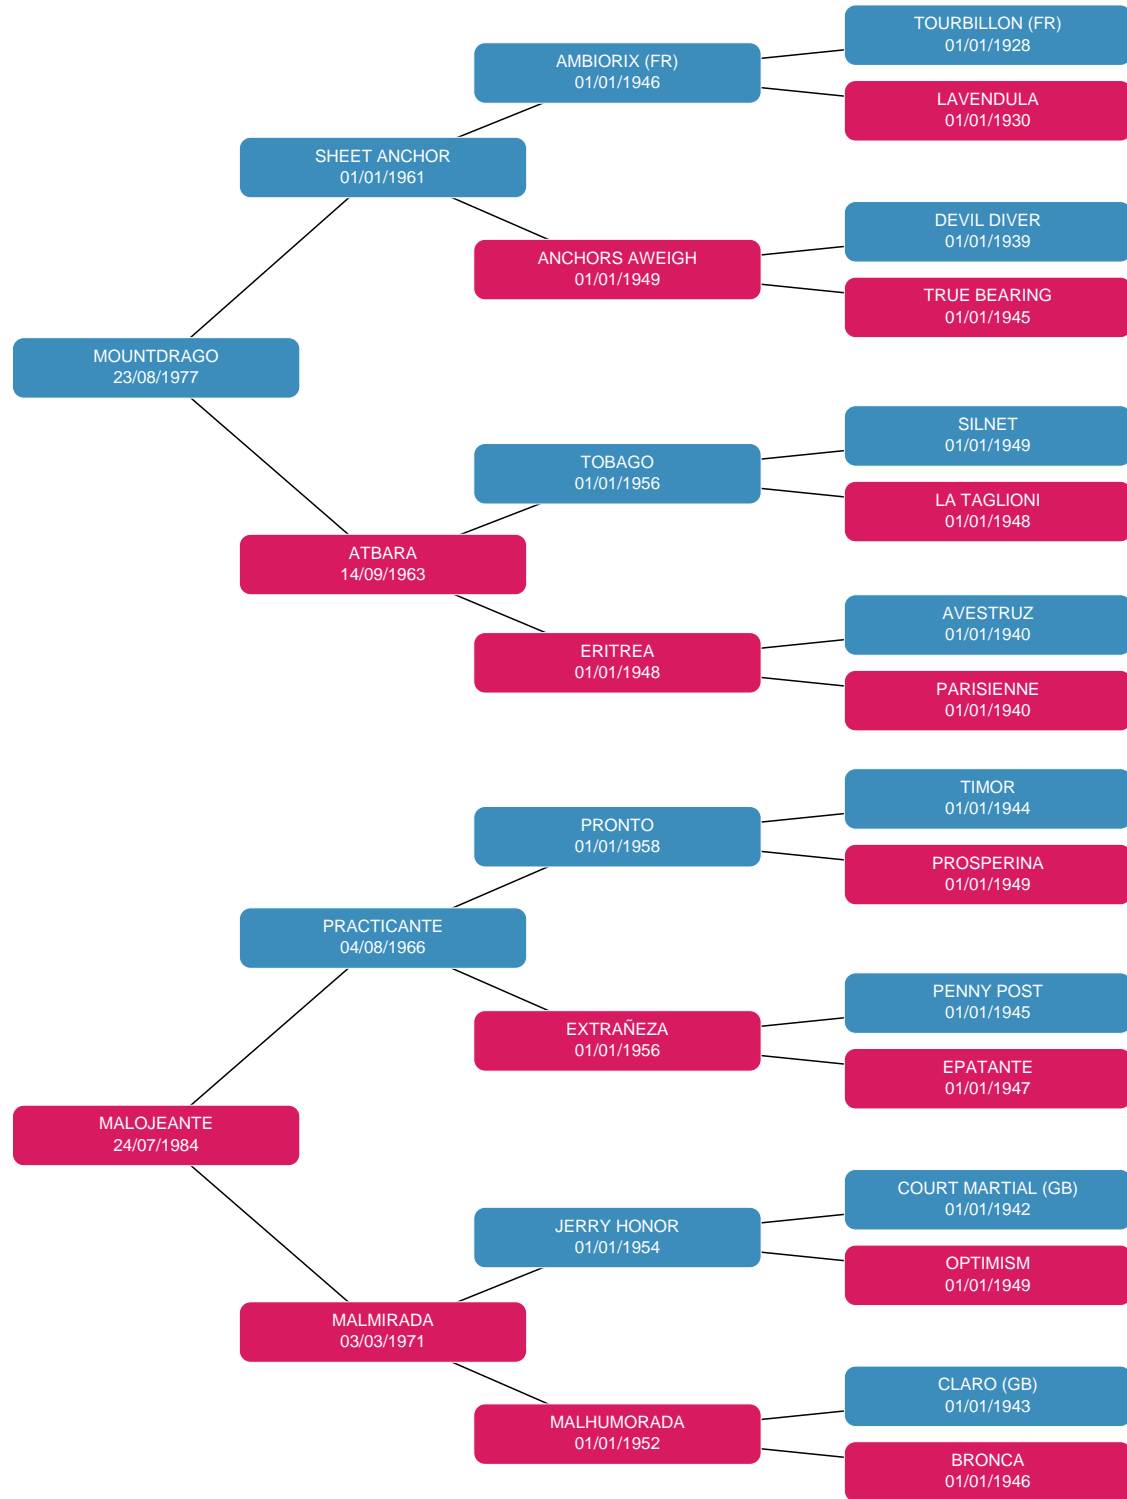 TOURBILLON (FR)
01/01/1928
AMBIORIX (FR)
01/01/1946
LAVENDULA
01/01/1930
SHEET ANCHOR
01/01/1961
DEVIL DIVER
01/01/1939
ANCHORS AWEIGH
01/01/1949
TRUE BEARING
01/01/1945
MOUNTDRAGO
23/08/1977
SILNET
01/01/1949
TOBAGO
01/01/1956
LA TAGLIONI
01/01/1948
ATBARA
14/09/1963
AVESTRUZ
01/01/1940
ERITREA
01/01/1948
PARISIENNE
01/01/1940
TIMOR
01/01/1944
PRONTO
01/01/1958
PROSPERINA
01/01/1949
PRACTICANTE
04/08/1966
PENNY POST
01/01/1945
EXTRAÑEZA
01/01/1956
EPATANTE
01/01/1947
MALOJEANTE
24/07/1984
COURT MARTIAL (GB)
01/01/1942
JERRY HONOR
01/01/1954
OPTIMISM
01/01/1949
MALMIRADA
03/03/1971
CLARO (GB)
01/01/1943
MALHUMORADA
01/01/1952
BRONCA
01/01/1946